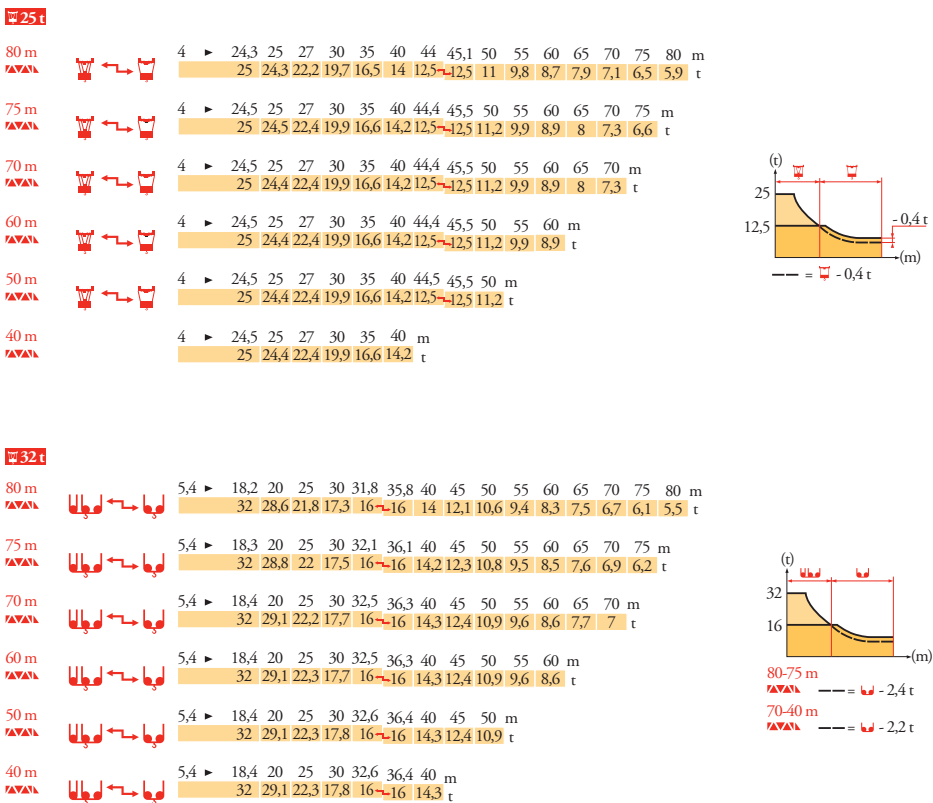 25 t
80 m
4 ► 24,3 25 27 30 35 40 44 45,1 50 55 60 65 70 75 80 m
25 24,3 22,2 19,7 16,5 14 12,5 12,5 11 9,8 8,7 7,9 7,1 6,5 5,9 t
75 m
4 ► 24,5 25 27 30 35 40 44,4 45,5 50 55 60 65 70 75 m
25 24,5 22,4 19,9 16,6 14,2 12,5 12,5 11,2 9,9 8,9 8 7,3 6,6 t
70 m
4 ► 24,5 25 27 30 35 40 44,4 45,5 50 55 60 65 70 m
25 24,4 22,4 19,9 16,6 14,2 12,5 12,5 11,2 9,9 8,9 8 7,3 t
60 m
4 ► 24,5 25 27 30 35 40 44,4 45,5 50 55 60 m
25 24,4 22,4 19,9 16,6 14,2 12,5 12,5 11,2 9,9 8,9 t
50 m
4 ► 24,5 25 27 30 35 40 44,5 45,5 50 m
25 24,4 22,4 19,9 16,6 14,2 12,5 12,5 11,2 t
40 m
4 ► 24,5 25 27 30 35 40 m
25 24,4 22,4 19,9 16,6 14,2 t
(t)
25
12,5
- 0,4 t
(m)
= - 0,4 t
32 t
80 m
5,4 ► 18,2 20 25 30 31,8 35,8 40 45 50 55 60 65 70 75 80 m
32 28,6 21,8 17,3 16 16 14 12,1 10,6 9,4 8,3 7,5 6,7 6,1 5,5 t
75 m
5,4 ► 18,3 20 25 30 32,1 36,1 40 45 50 55 60 65 70 75 m
32 28,8 22 17,5 16 16 14,2 12,3 10,8 9,5 8,5 7,6 6,9 6,2 t
70 m
5,4 ► 18,4 20 25 30 32,5 36,3 40 45 50 55 60 65 70 m
32 29,1 22,2 17,7 16 16 14,3 12,4 10,9 9,6 8,6 7,7 7 t
60 m
5,4 ► 18,4 20 25 30 32,5 36,3 40 45 50 55 60 m
32 29,1 22,3 17,7 16 16 14,3 12,4 10,9 9,6 8,6 t
50 m
5,4 ► 18,4 20 25 30 32,6 36,4 40 45 50 m
32 29,1 22,3 17,8 16 16 14,3 12,4 10,9 t
40 m
5,4 ► 18,4 20 25 30 32,6 36,4 40 m
32 29,1 22,3 17,8 16 16 14,3 t
(t)
32
16
(m)
80-75 m
= - 2,4 t
70-40 m
= - 2,2 t